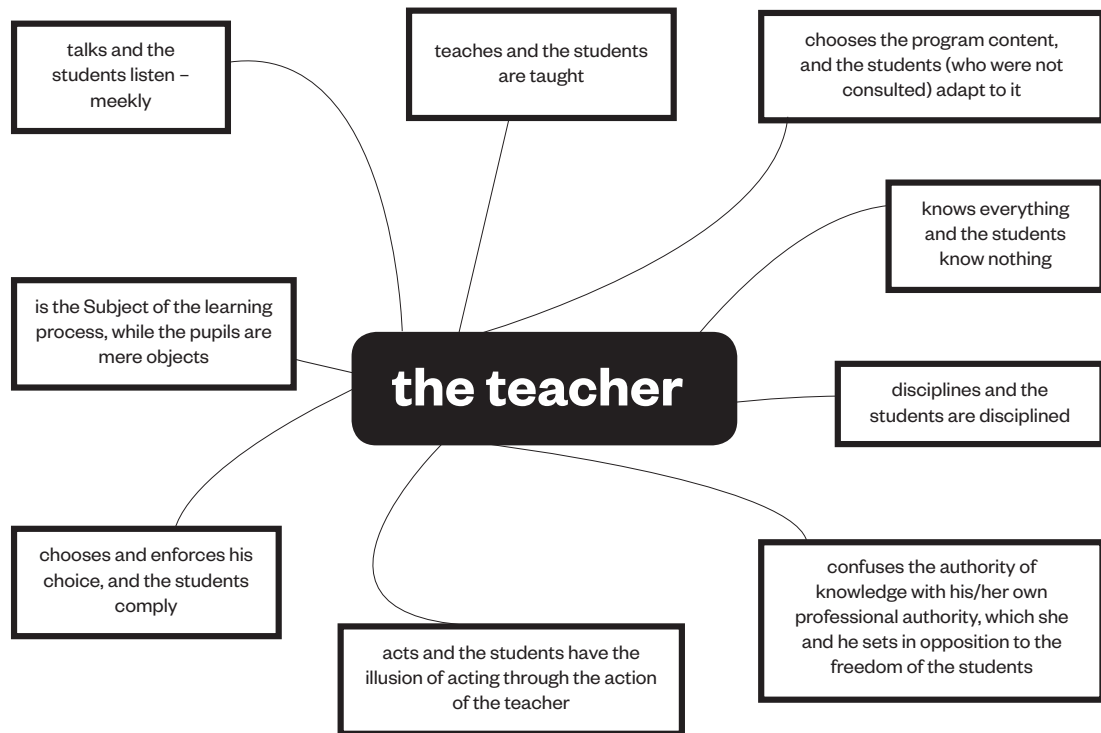 talks and the
students listen –
meekly
teaches and the students
are taught
chooses the program content,
and the students (who were not
consulted) adapt to it
knows everything
and the students
know nothing
is the Subject of the learning
process, while the pupils are
mere objects
the teacher
disciplines and the
students are disciplined
chooses and enforces his
choice, and the students
comply
acts and the students have the
illusion of acting through the action
of the teacher
confuses the authority of
knowledge with his/her own
professional authority, which she
and he sets in opposition to the
freedom of the students